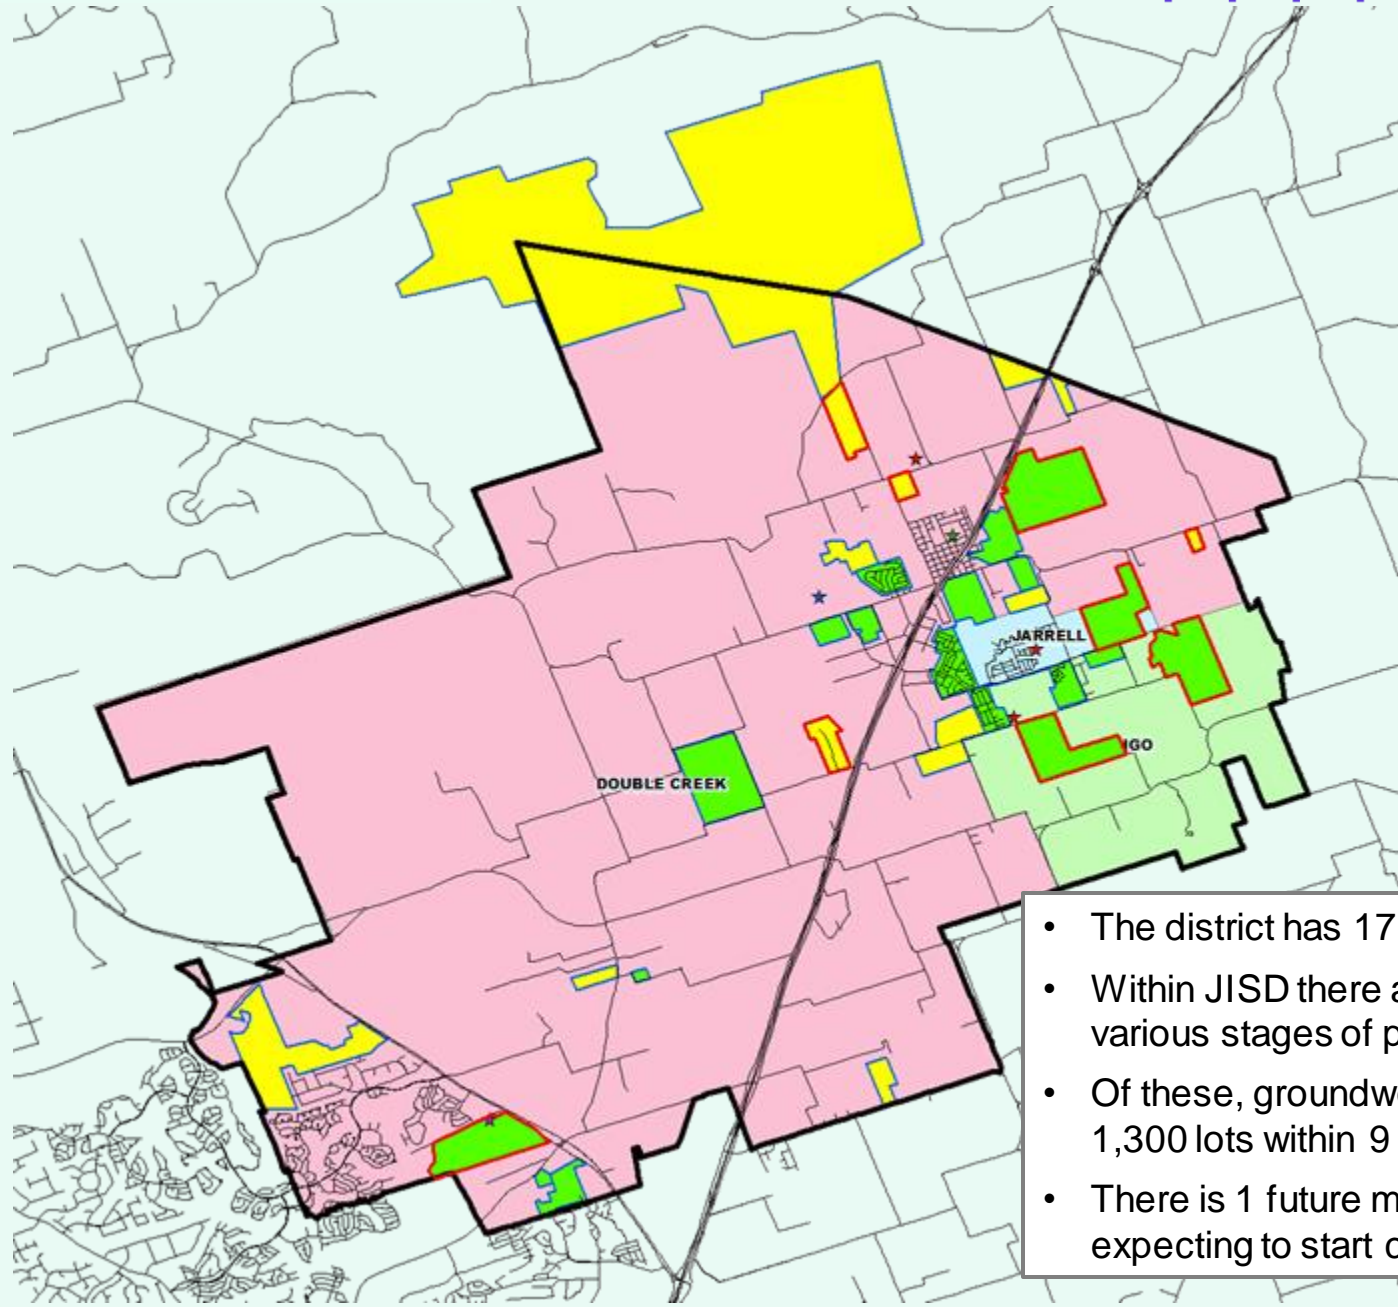 JARRELL
IGO
DOUBLE CREEK
• The district has 17
• Within JISD there a
various stages of p
• Of these, groundw
1,300 lots within 9
• There is 1 future m
expecting to start o